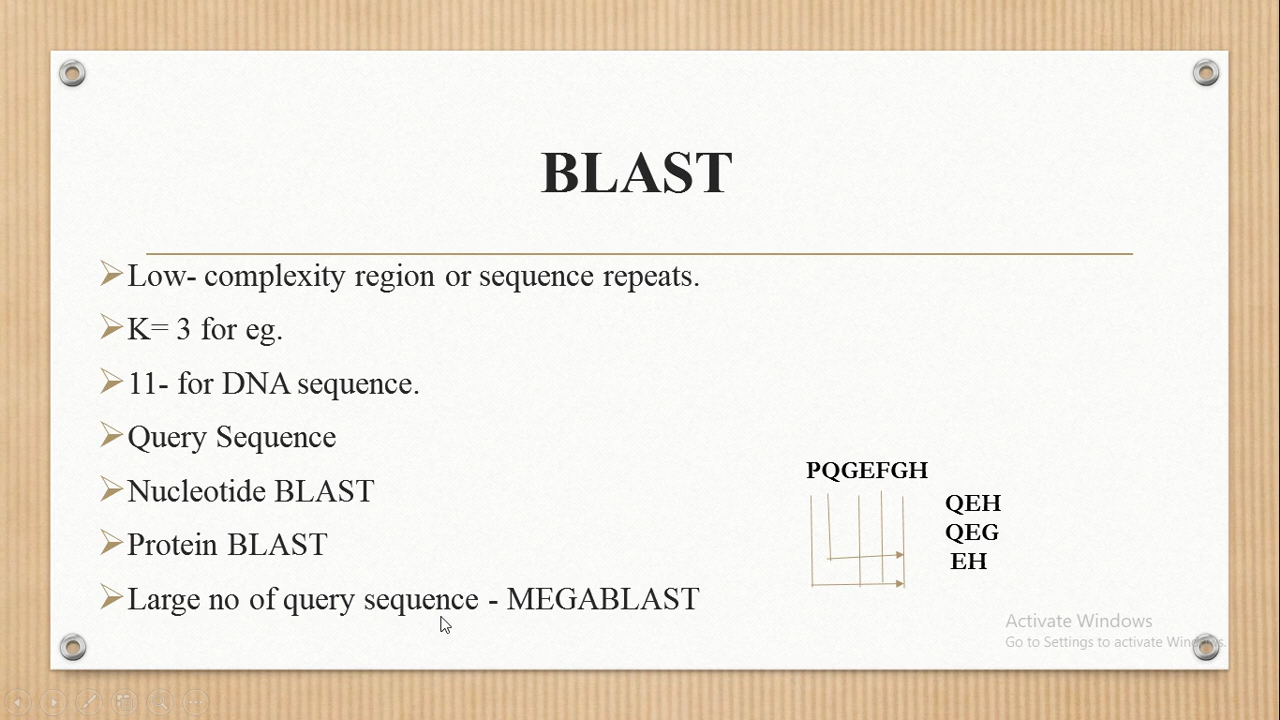 BLAST
Low- complexity region or sequence repeats.
K= 3 for eg.
11- for DNA sequence.
Query Sequence
Nucleotide BLAST
Protein BLAST
Large no of query sequence - MEGABLAST
PQGEFGH
QEH
QEG
EH
Activate Windows
Go to Settings to activate Windows.